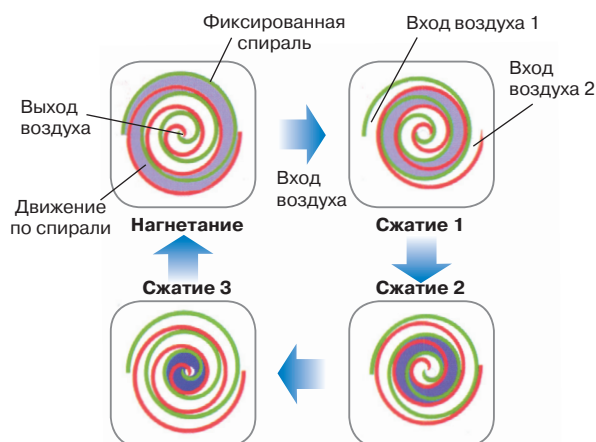 Фиксированная
спираль
Вход воздуха 1
Вход
воздуха 2
Выход
воздуха
Вход
воздуха
Движение
по спирали
Нагнетание
Сжатие 1
Сжатие 3
Сжатие 2